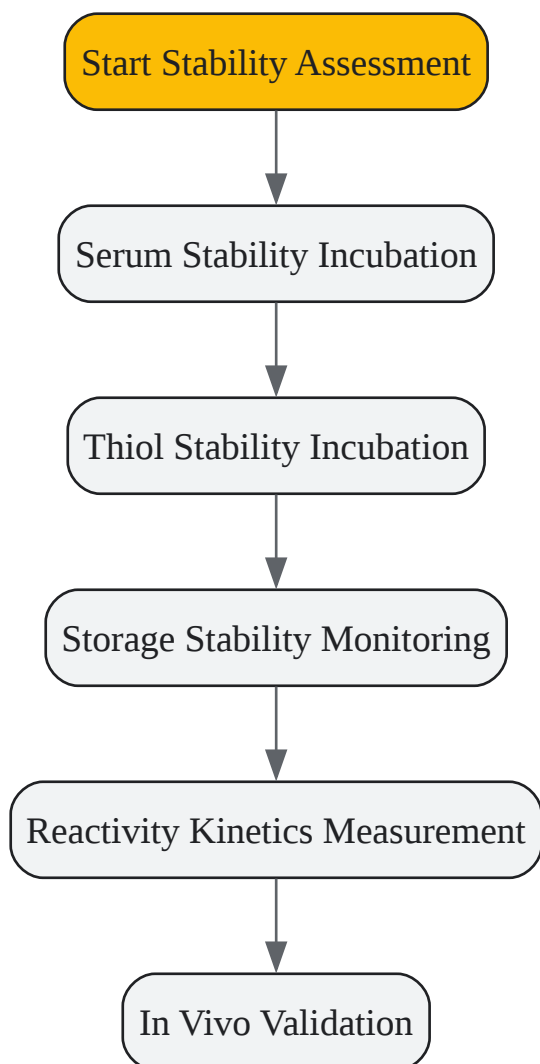 Start Stability Assessment
Serum Stability Incubation
Thiol Stability Incubation
Storage Stability Monitoring
Reactivity Kinetics Measurement
In Vivo Validation